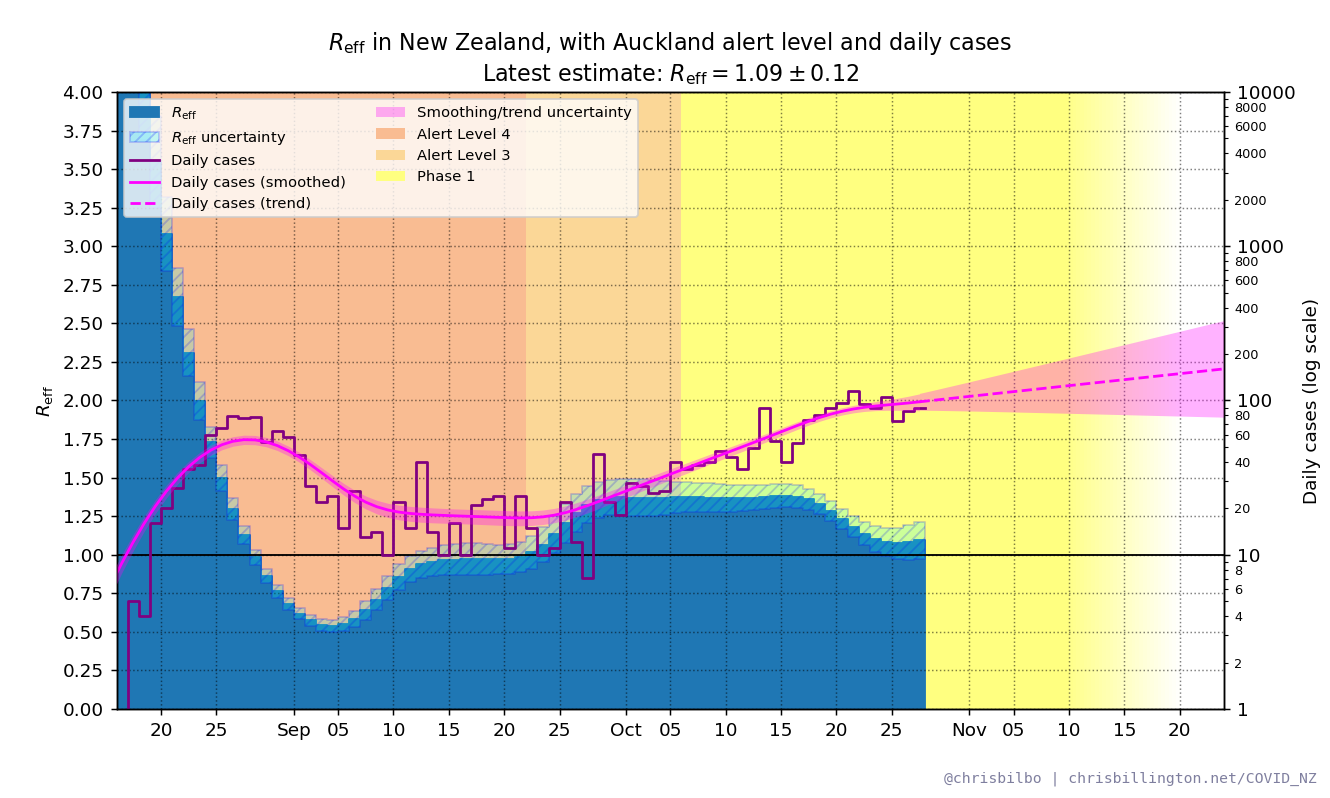 R_eff in New Zealand, with Auckland alert level and daily cases
Latest estimate: R_eff = 1.09 ± 0.12
R_eff
R_eff uncertainty
Daily cases
Daily cases (smoothed)
Daily cases (trend)
Smoothing/trend uncertainty
Alert Level 4
Alert Level 3
Phase 1
R_eff
4.00
3.75
3.50
3.25
3.00
2.75
2.50
2.25
2.00
1.75
1.50
1.25
1.00
0.75
0.50
0.25
0.00
10000
8000
6000
4000
2000
1000
800
600
400
200
100
80
60
40
20
10
8
6
4
2
1
Daily cases (log scale)
20 25 Sep 05 10 15 20 25 Oct 05 10 15 20 25 Nov 05 10 15 20
@chrisbilbo | chrisbillington.net/COVID_NZ